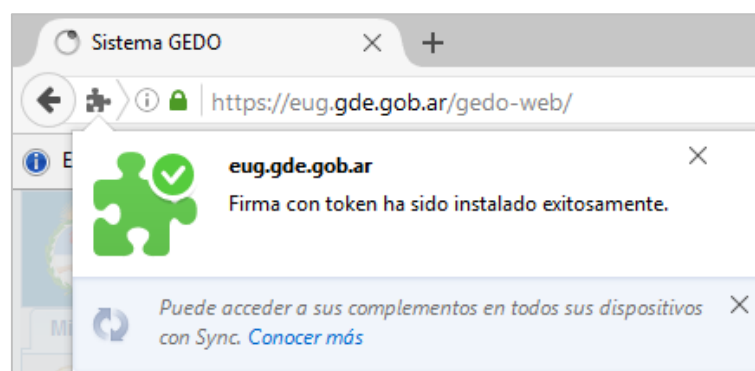 Sistema GEDO
https://eug.gde.gob.ar/gedo-web/
E
eug.gde.gob.ar
Firma con token ha sido instalado exitosamente.
Puede acceder a sus complementos en todos sus dispositivos
con Sync. Conocer más
Mi